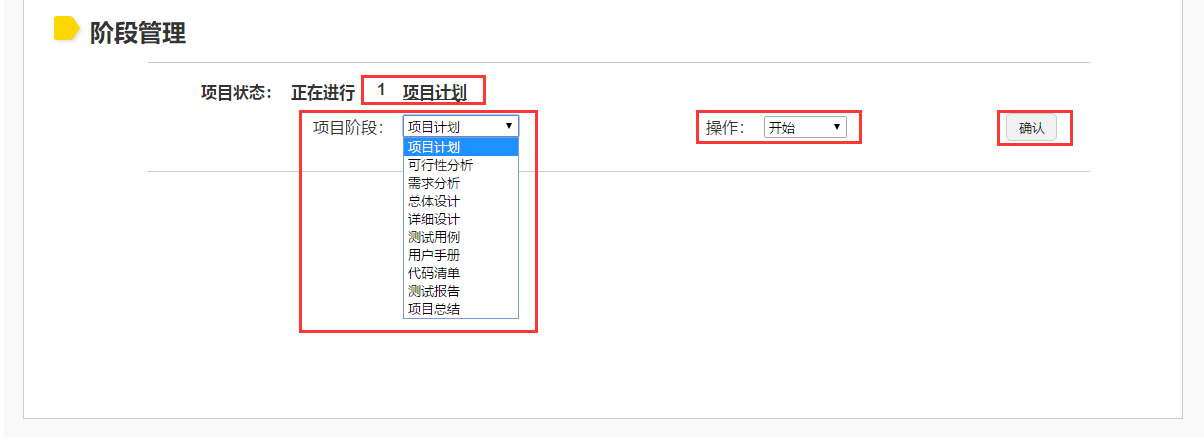 阶段管理
项目状态： 正在进行 1 项目计划
项目阶段： 项目计划 操作： 开始 确认
项目计划
可行性分析
需求分析
总体设计
详细设计
测试用例
用户手册
代码清单
测试报告
项目总结